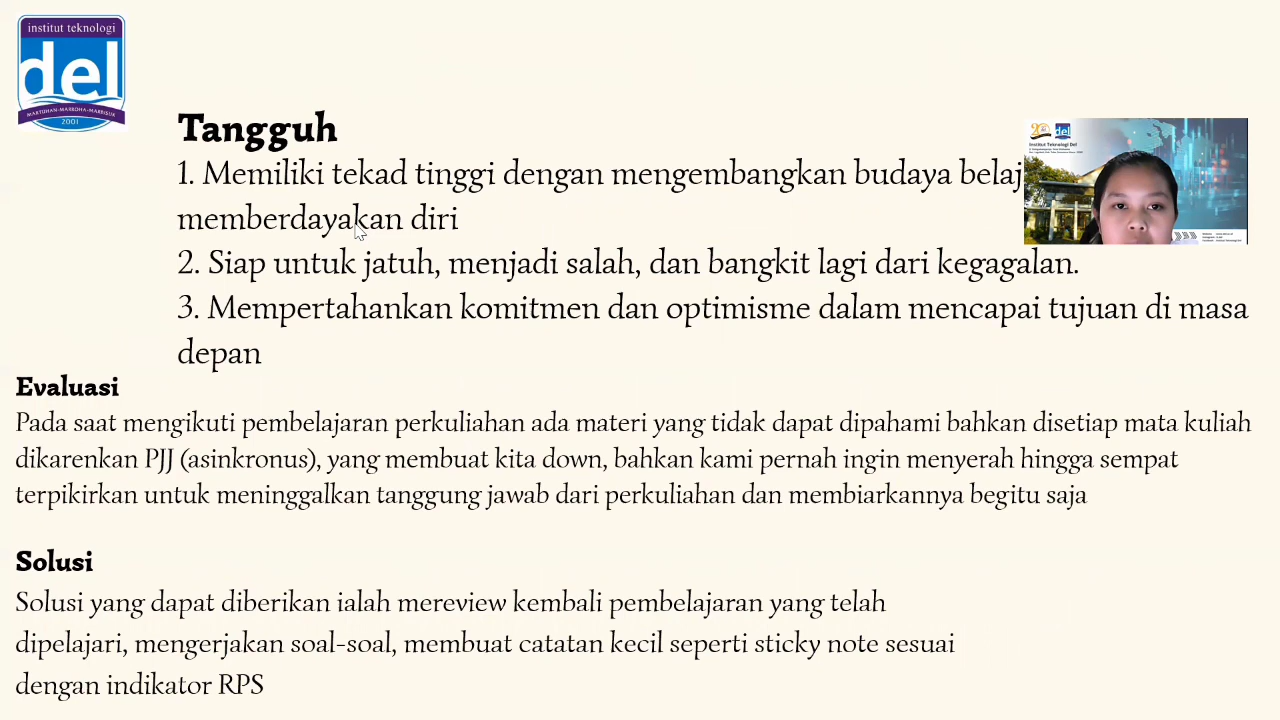 institut teknologi
del
MARTUHAN-MARROHA-MARBISUK
2001
Tangguh
1. Memiliki tekad tinggi dengan mengembangkan budaya
memberdayakan diri
2. Siap untuk jatuh, menjadi salah, dan bangkit lagi dari kegagalan.
3. Mempertahankan komitmen dan optimisme dalam mencapai tujuan di masa
depan
del
Institut Teknologi Del
Evaluasi
Pada saat mengikuti pembelajaran perkuliahan ada materi yang tidak dapat dipahami bahkan disetiap mata kuliah
dikarenkan PJJ (asinkronus), yang membuat kita down, bahkan kami pernah ingin menyerah hingga sempat
terpikirkan untuk meninggalkan tanggung jawab dari perkuliahan dan membiarkannya begitu saja
Solusi
Solusi yang dapat diberikan ialah mereview kembali pembelajaran yang telah
dipelajari, mengerjakan soal-soal, membuat catatan kecil seperti sticky note sesuai
dengan indikator RPS